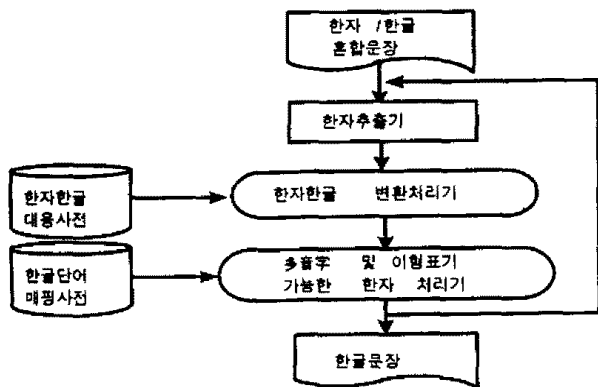 한자 /한글
혼합문장
한자추출기
한자한글 변환처리기
한자한글
대응사전
多音字 및 이형표기
가능한 한자 처리기
한글단어
매핑사전
한글문장